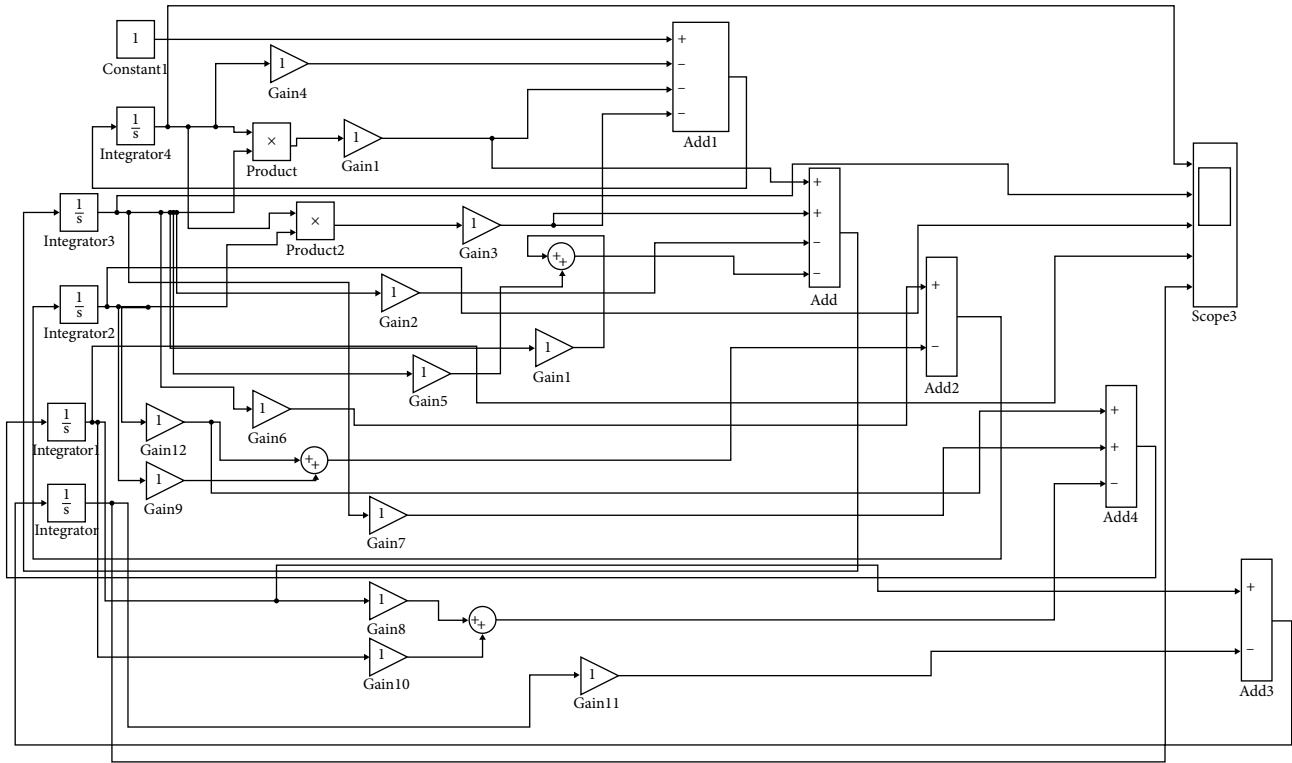 1
Constant1
1
Gain4
+
−
−
−
Add1
1
s
Integrator4
×
Product
1
Gain1
1
s
Integrator3
×
Product2
1
Gain3
+
+
+
+
−
−
Add
Scope3
1
s
Integrator2
1
Gain2
1
Gain1
1
Gain5
+
−
Add2
1
Gain6
1
s
Integrator1
1
Gain12
+
+
1
Gain9
+
+
−
Add4
1
s
Integrator
1
Gain7
1
Gain8
+
+
1
Gain10
1
Gain11
+
−
Add3